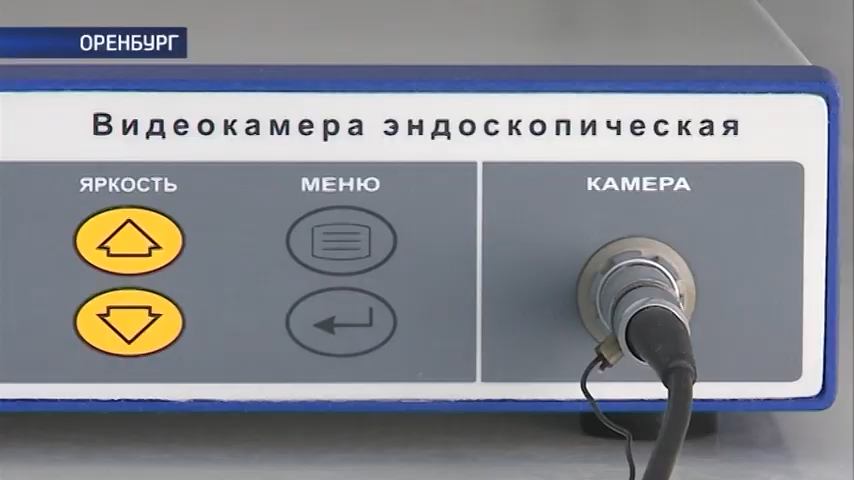 ОРЕНБУРГ
Видеокамера эндоскопическая
ЯРКОСТЬ
МЕНЮ
КАМЕРА